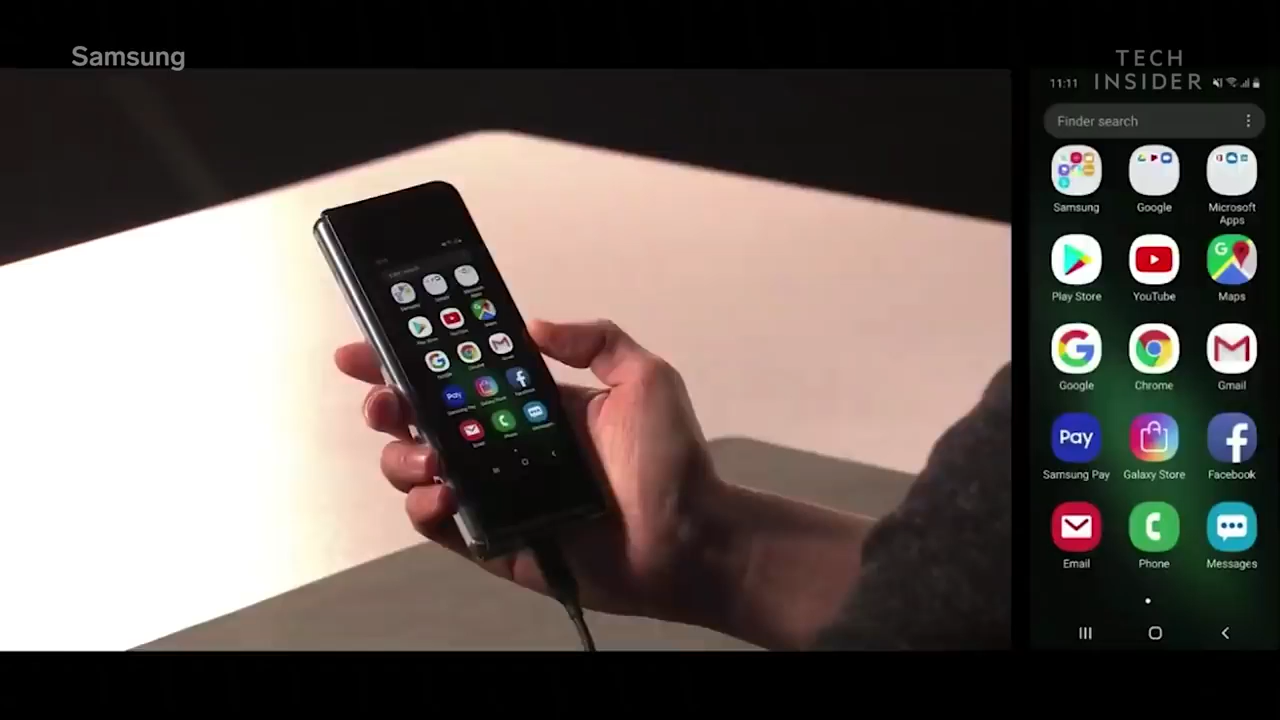 Samsung
TECH
INSIDER
11:11
Finder search
Samsung
Google
Microsoft
Apps
Play Store
YouTube
Maps
Google
Chrome
Gmail
Pay
Samsung Pay
Galaxy Store
Facebook
Email
Phone
Messages